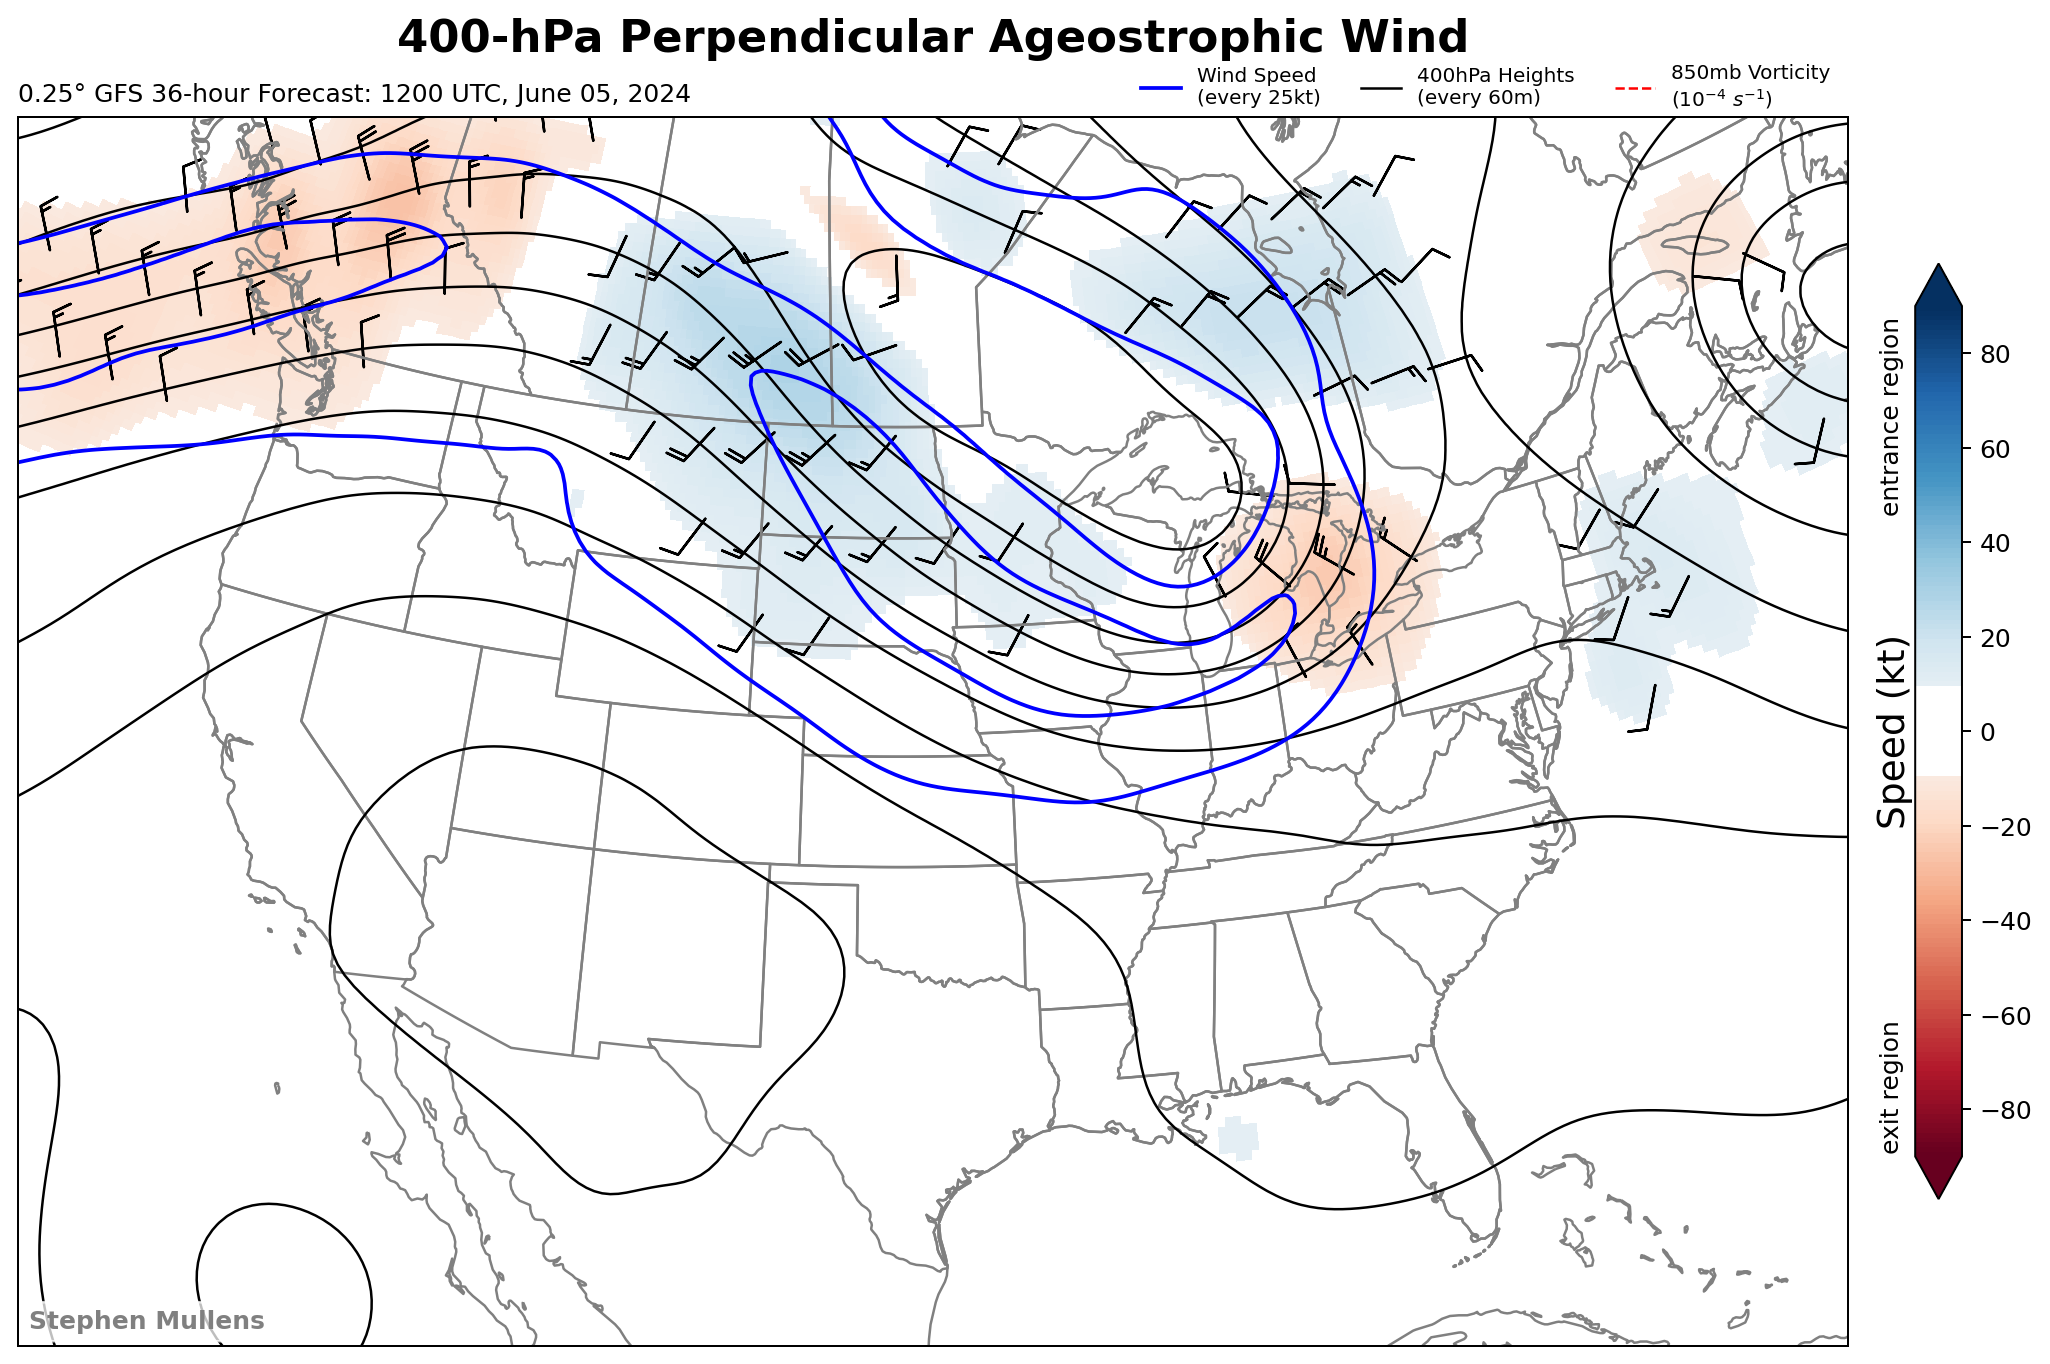 400-hPa Perpendicular Ageostrophic Wind
0.25° GFS 36-hour Forecast: 1200 UTC, June 05, 2024
Wind Speed
(every 25kt)
400hPa Heights
(every 60m)
850mb Vorticity
(10⁻⁴ s⁻¹)
entrance region
Speed (kt)
exit region
80
60
40
20
0
−20
−40
−60
−80
Stephen Mullens